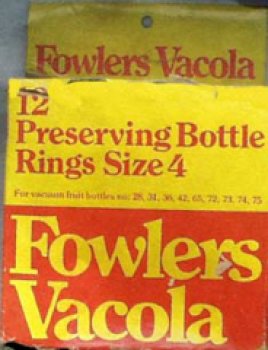 Fowlers Vacola
12
Preserving Bottle
Rings Size 4
For vacuum fruit bottles no: 28, 31, 36, 42, 65, 72, 73, 74, 75
Fowlers
Vacola